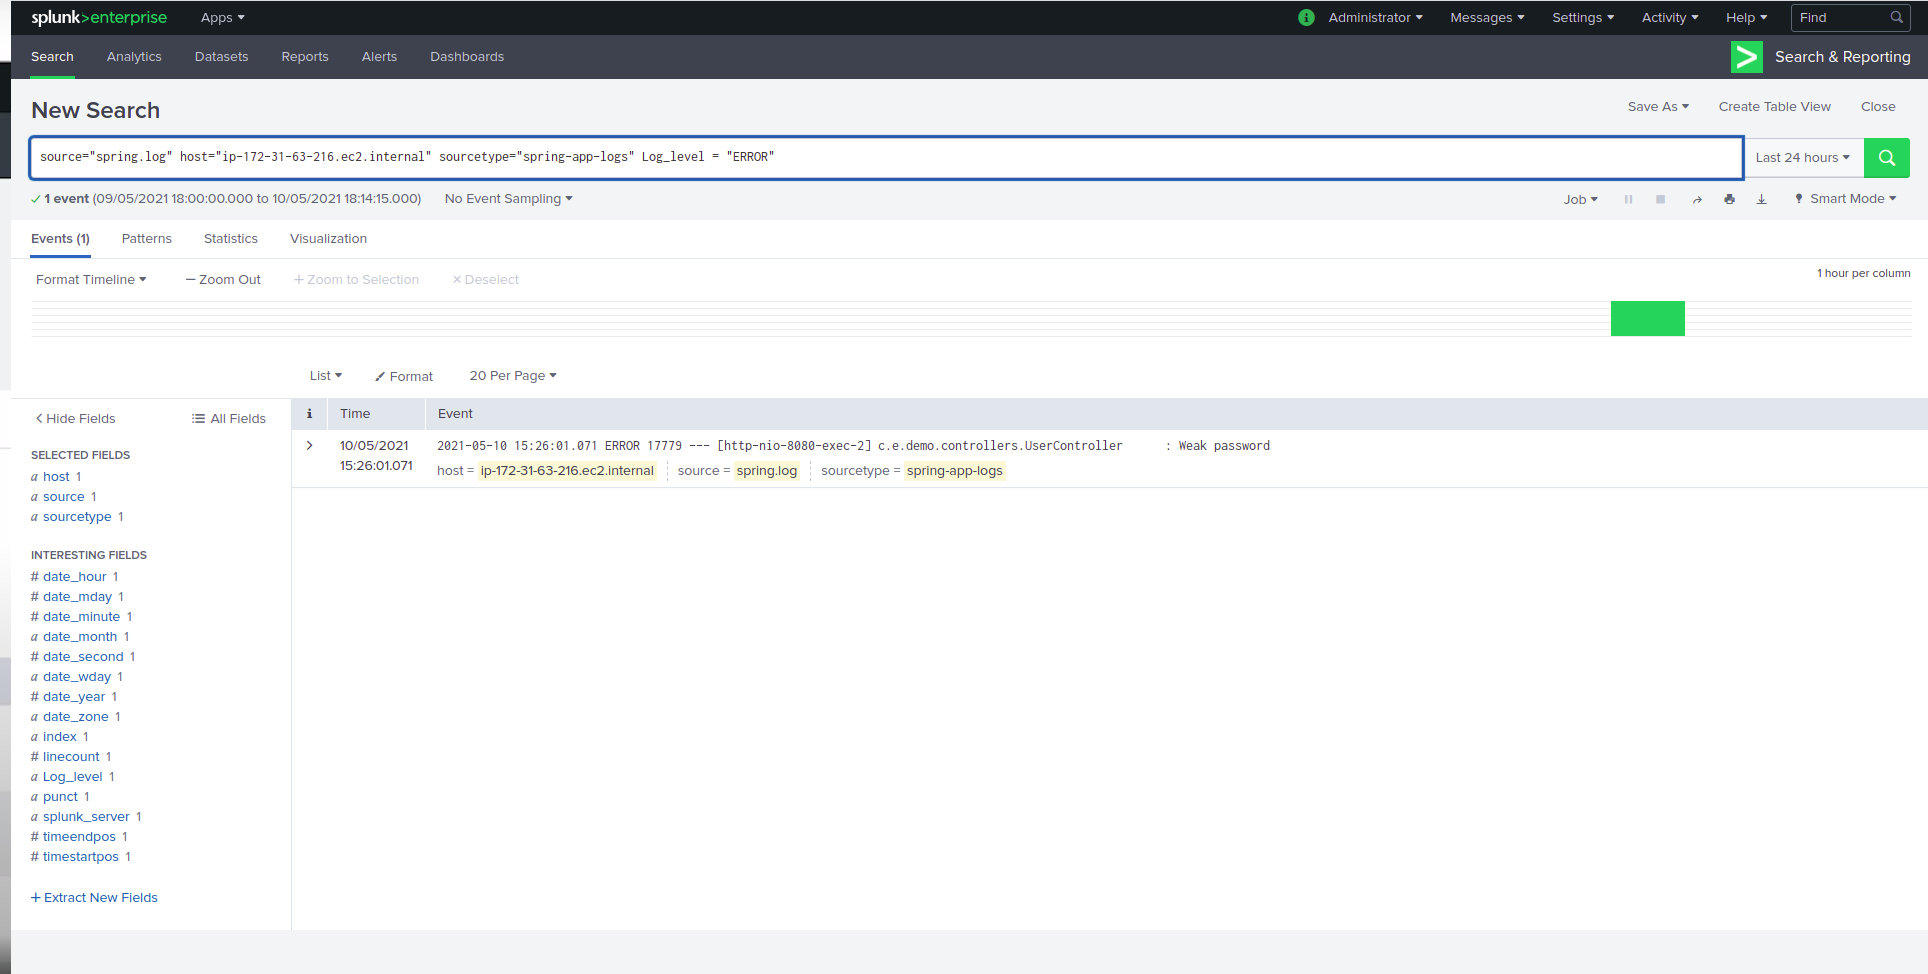 splunk>enterprise Apps Administrator Messages Settings Activity Help Find
Search Analytics Datasets Reports Alerts Dashboards Search & Reporting
New Search Save As Create Table View Close
source="spring.log" host="ip-172-31-63-216.ec2.internal" sourcetype="spring-app-logs" Log_level = "ERROR" Last 24 hours
1 event (09/05/2021 18:00:00.000 to 10/05/2021 18:14:15.000) No Event Sampling Job Smart Mode
Events (1) Patterns Statistics Visualization
Format Timeline — Zoom Out + Zoom to Selection × Deselect 1 hour per column
List Format 20 Per Page
< Hide Fields All Fields
i Time Event
SELECTED FIELDS
a host 1
a source 1
a sourcetype 1
INTERESTING FIELDS
# date_hour 1
# date_mday 1
# date_minute 1
a date_month 1
# date_second 1
a date_wday 1
# date_year 1
a date_zone 1
a index 1
# linecount 1
a Log_level 1
a punct 1
a splunk_server 1
# timeendpos 1
# timestartpos 1
+ Extract New Fields
> 10/05/2021 2021-05-10 15:26:01.071 ERROR 17779 --- [http-nio-8080-exec-2] c.e.demo.controllers.UserController : Weak password
15:26:01.071 host = ip-172-31-63-216.ec2.internal source = spring.log sourcetype = spring-app-logs